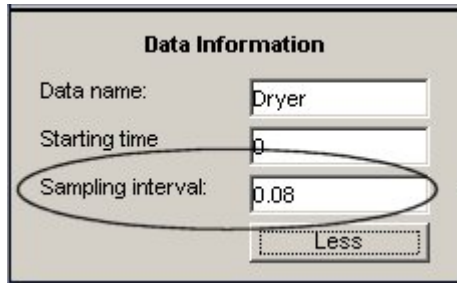 Data Information
Data name: Dryer
Starting time 0
Sampling interval: 0.08
Less